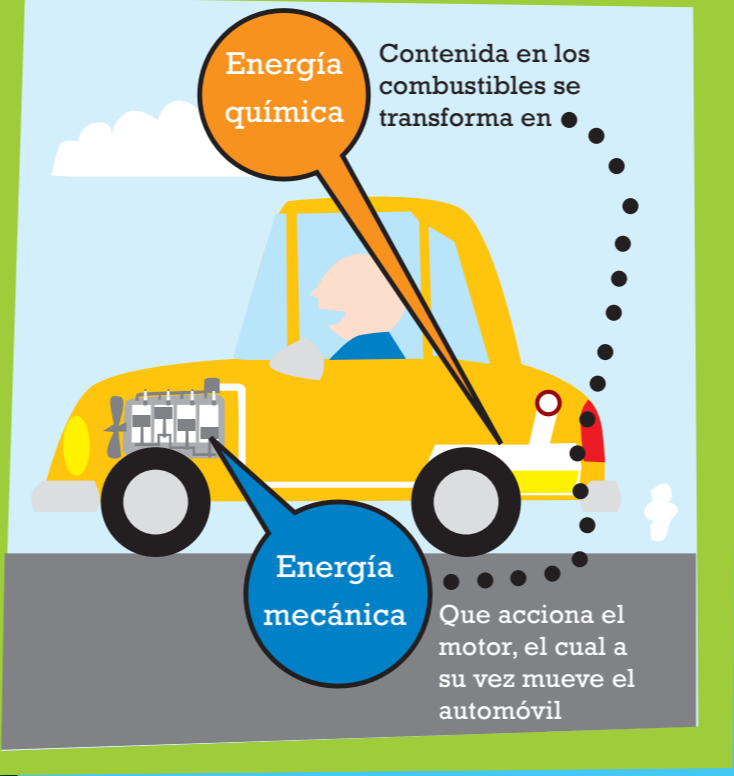 Energía
química
Contenida en los
combustibles se
transforma en
Energía
mecánica
Que acciona el
motor, el cual a
su vez mueve el
automóvil